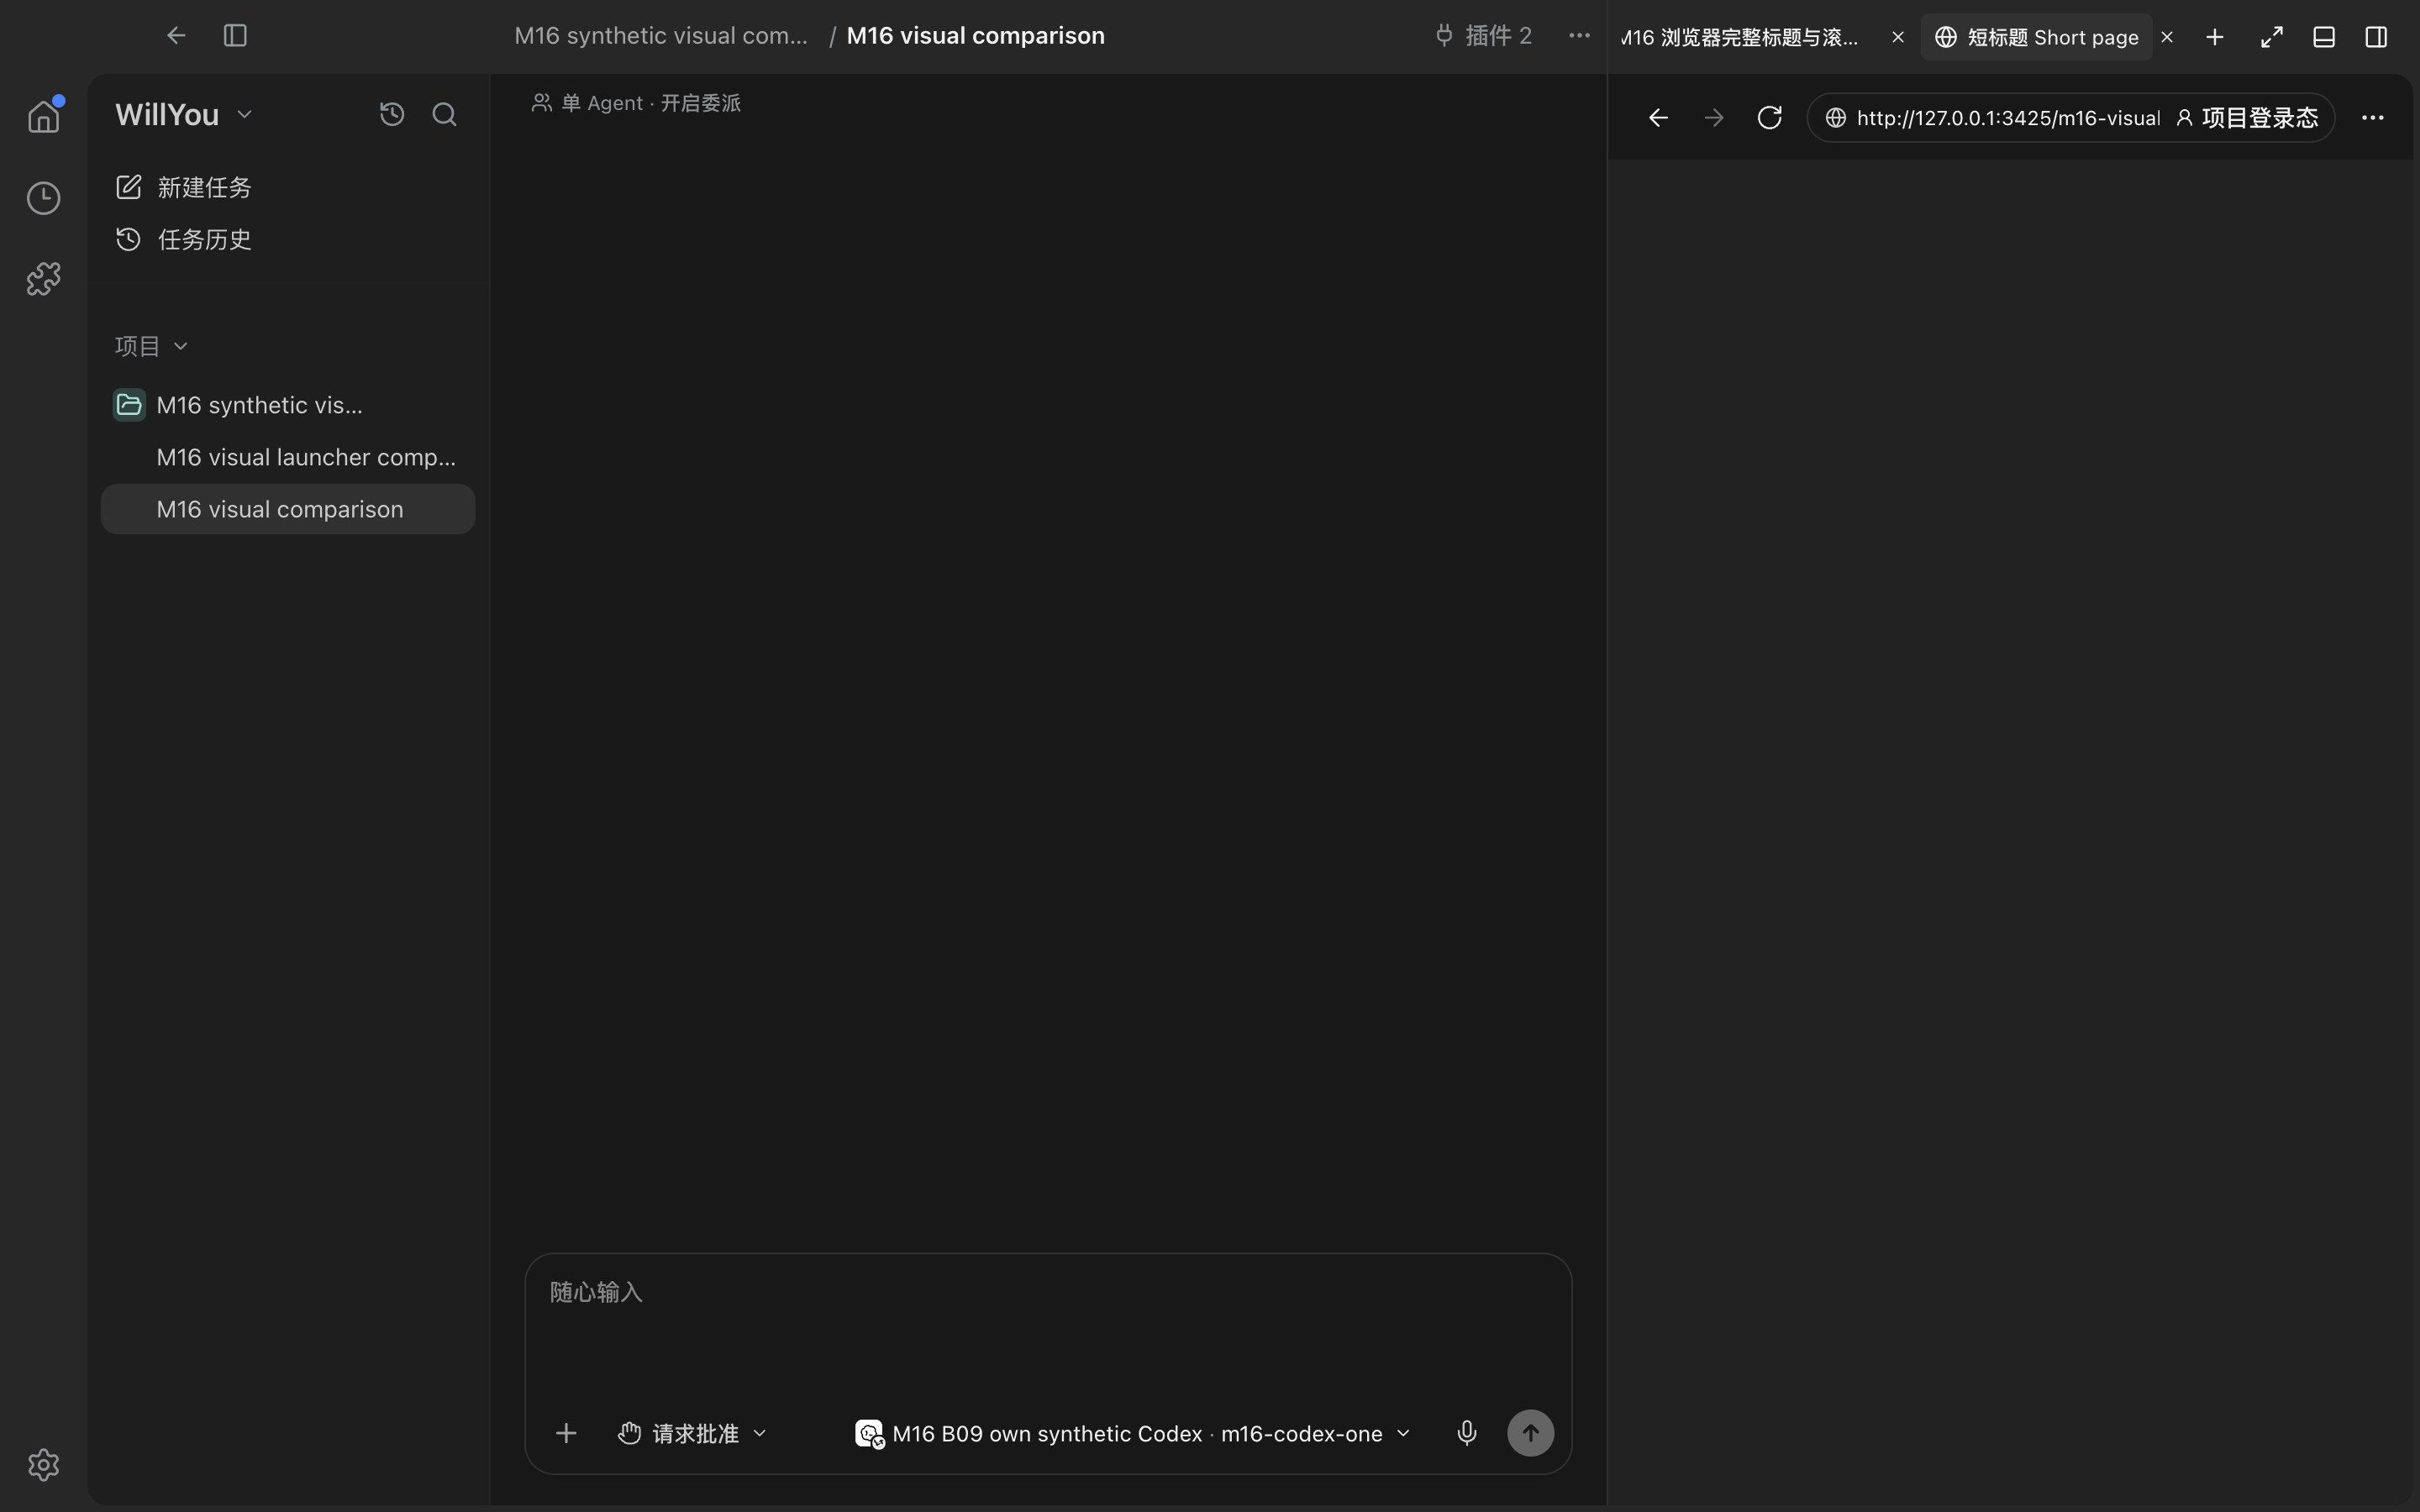 M16 synthetic visual com... / M16 visual comparison
插件 2
M16 浏览器完整标题与滚...
短标题 Short page
WillYou
新建任务
任务历史
项目
M16 synthetic vis...
M16 visual launcher comp...
M16 visual comparison
单 Agent · 开启委派
http://127.0.0.1:3425/m16-visual
项目登录态
随心输入
请求批准
M16 B09 own synthetic Codex · m16-codex-one